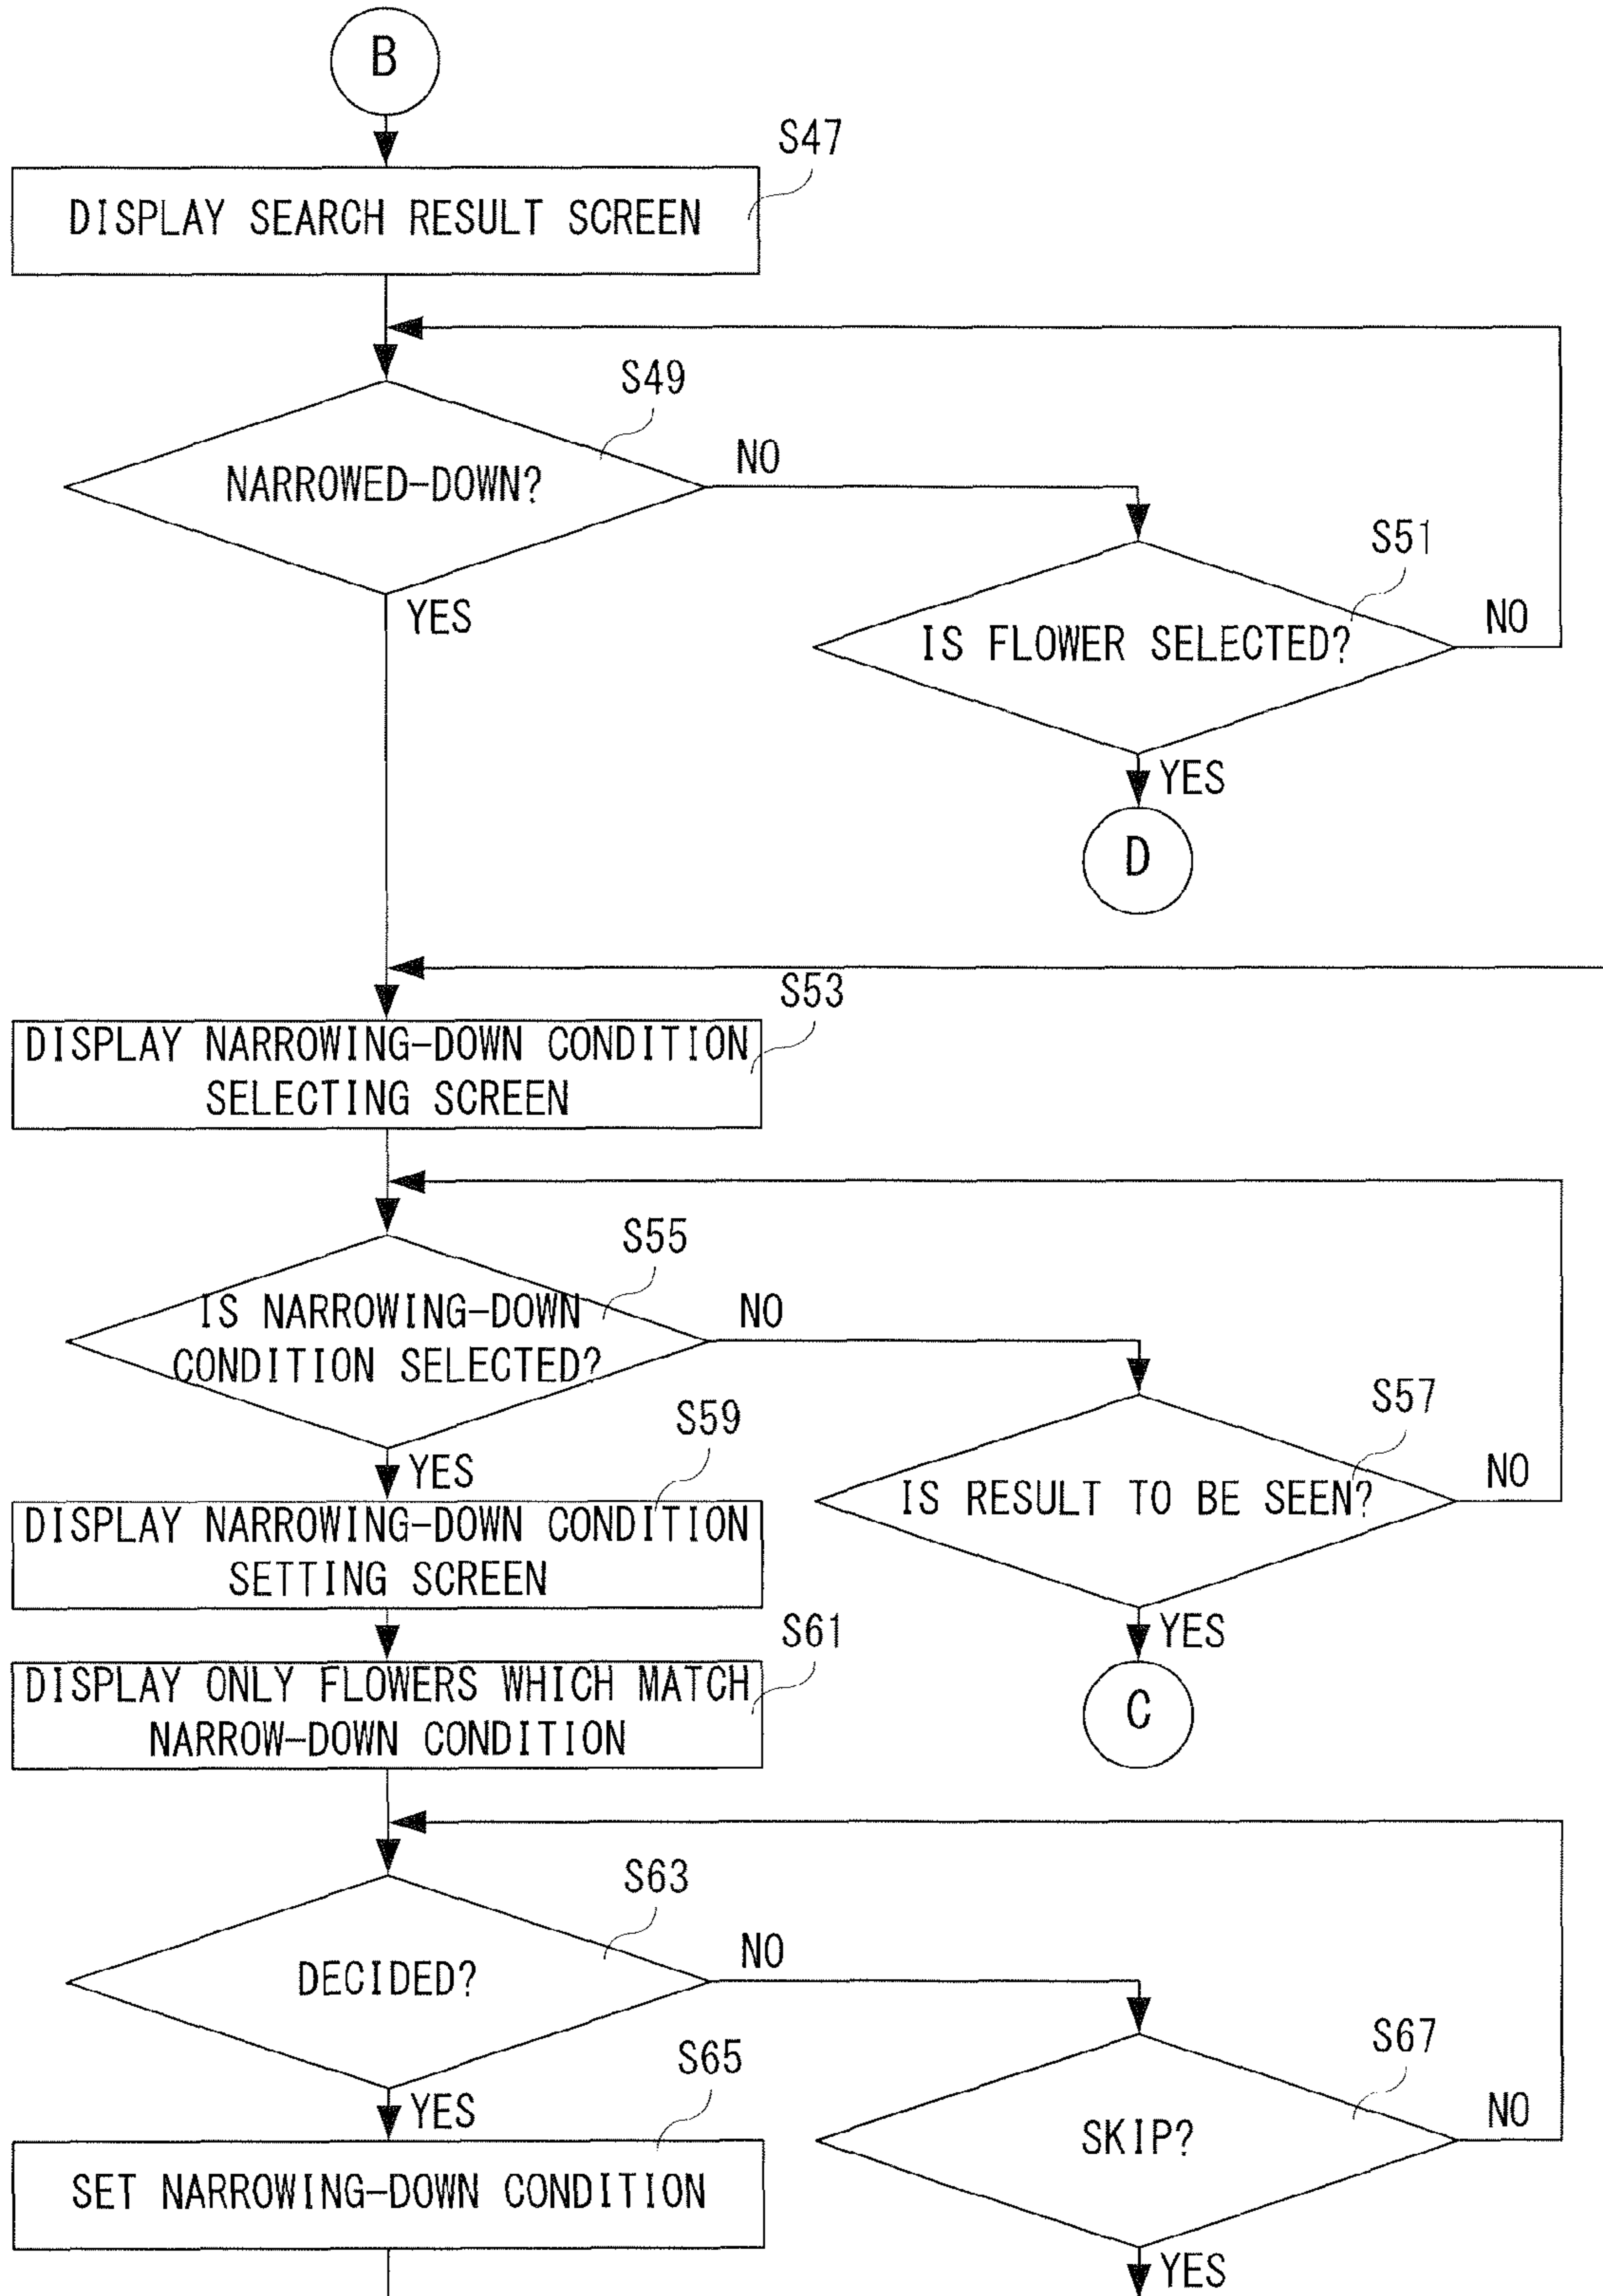 B
S47
DISPLAY SEARCH RESULT SCREEN
S49
NARROWED-DOWN?
NO
YES
S51
IS FLOWER SELECTED?
NO
YES
D
S53
DISPLAY NARROWING-DOWN CONDITION
SELECTING SCREEN
S55
IS NARROWING-DOWN
CONDITION SELECTED?
NO
YES
S57
IS RESULT TO BE SEEN?
NO
YES
C
S59
DISPLAY NARROWING-DOWN CONDITION
SETTING SCREEN
S61
DISPLAY ONLY FLOWERS WHICH MATCH
NARROW-DOWN CONDITION
S63
DECIDED?
NO
YES
S65
SET NARROWING-DOWN CONDITION
S67
SKIP?
NO
YES